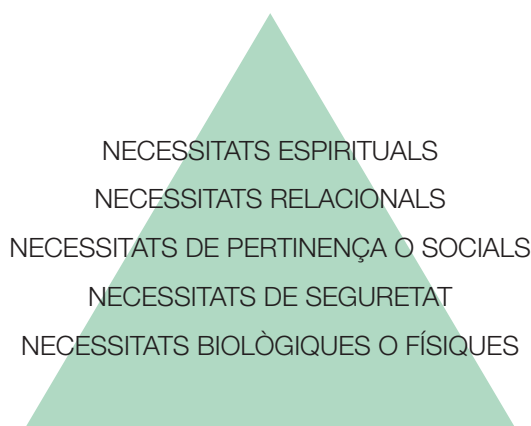 NECESSITATS ESPIRITUALS
NECESSITATS RELACIONALS
NECESSITATS DE PERTINENÇA O SOCIALS
NECESSITATS DE SEGURETAT
NECESSITATS BIOLÒGIQUES O FÍSIQUES